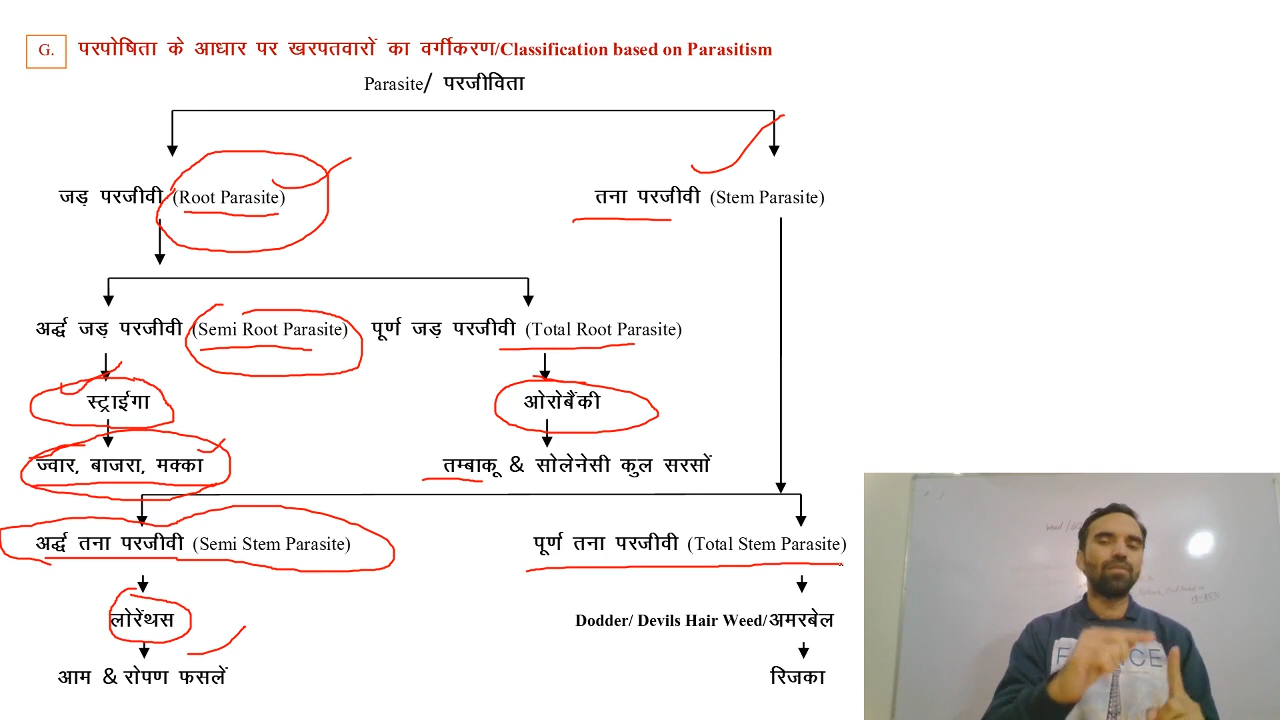 G. परपोषिता के आधार पर खरपतवारों का वर्गीकरण/Classification based on Parasitism
Parasite/ परजीविता
जड़ परजीवी (Root Parasite) तना परजीवी (Stem Parasite)
अर्द्ध जड़ परजीवी (Semi Root Parasite) पूर्ण जड़ परजीवी (Total Root Parasite)
स्ट्राईगा ओरोबैंकी
ज्वार, बाजरा, मक्का तम्बाकू & सोलेनेसी कुल सरसों
अर्द्ध तना परजीवी (Semi Stem Parasite) पूर्ण तना परजीवी (Total Stem Parasite)
लोरेंथस Dodder/ Devils Hair Weed/अमरबेल
आम & रोपण फसलें रिजका